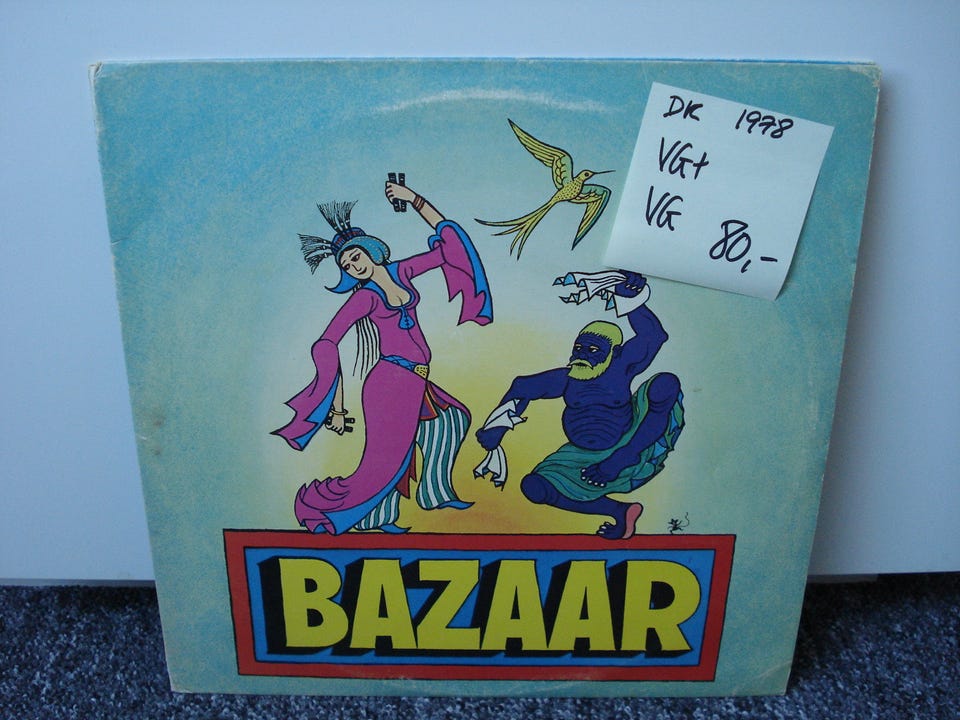 DK 1978
VG+
VG 80,-
BAZAAR